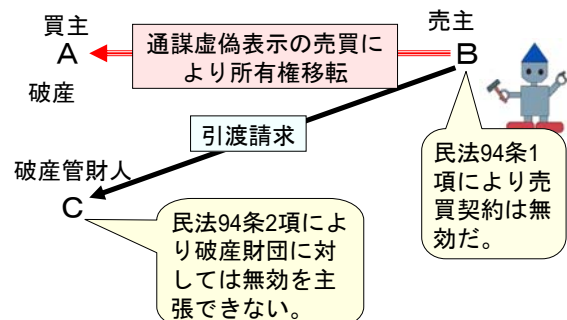 買主
A
破産
通謀虚偽表示の売買に
より所有権移転
売主
B
引渡請求
民法94条1
項により売
買契約は無
効だ。
破産管財人
C
民法94条2項によ
り破産財団に対
しては無効を主
張できない。